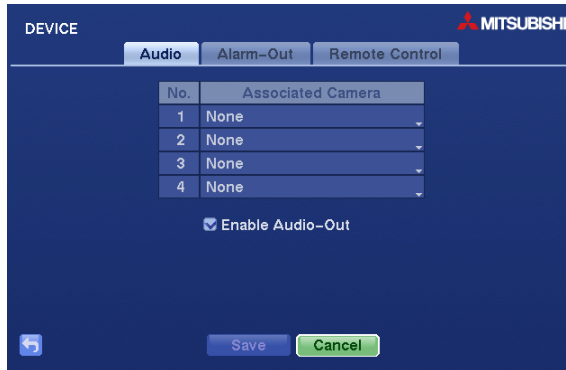 DEVICE
MITSUBISHI
Audio Alarm-Out Remote Control
No. Associated Camera
1 None
2 None
3 None
4 None
Enable Audio-Out
Save Cancel